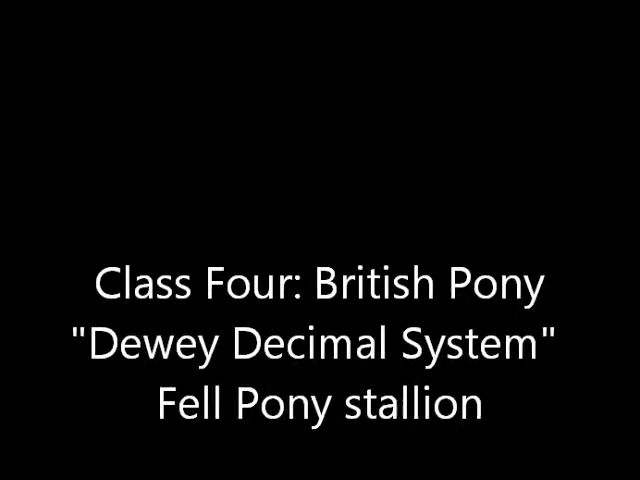 Class Four: British Pony
"Dewey Decimal System"
Fell Pony stallion